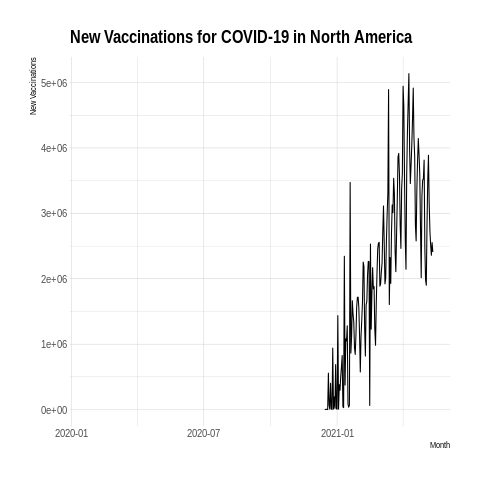 New Vaccinations for COVID-19 in North America
New Vaccinations
5e+06
4e+06
3e+06
2e+06
1e+06
0e+00
2020-01 2020-07 2021-01
Month